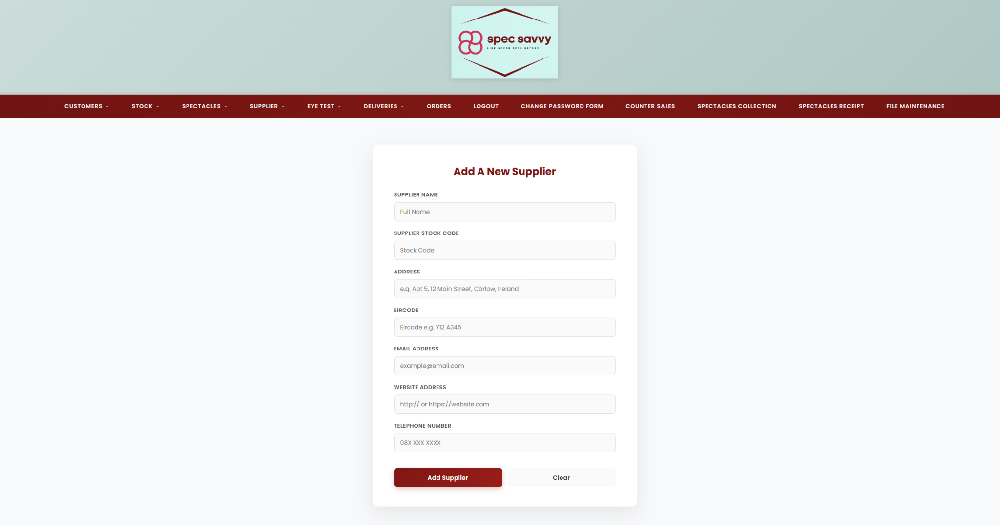 spec savvy
LIKE NEVER SEEN BEFORE
CUSTOMERS STOCK SPECTACLES SUPPLIER EYE TEST DELIVERIES ORDERS LOGOUT CHANGE PASSWORD FORM COUNTER SALES SPECTACLES COLLECTION SPECTACLES RECEIPT FILE MAINTENANCE
Add A New Supplier
SUPPLIER NAME
Full Name
SUPPLIER STOCK CODE
Stock Code
ADDRESS
e.g. Apt 5, 12 Main Street, Carlow, Ireland
EIRCODE
Eircode e.g. Y12 A345
EMAIL ADDRESS
example@email.com
WEBSITE ADDRESS
http:// or https://website.com
TELEPHONE NUMBER
08X XXX XXXX
Add Supplier Clear